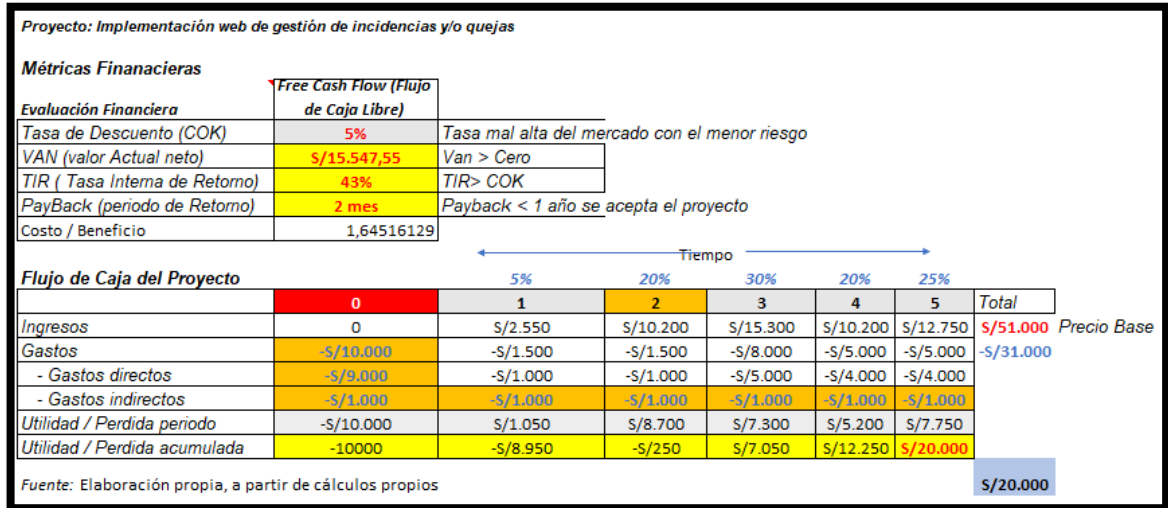 Proyecto: Implementación web de gestión de incidencias y/o quejas
Métricas Finanacieras
Evaluación Financiera Free Cash Flow (Flujo de Caja Libre)
Tasa de Descuento (COK) 5% Tasa mal alta del mercado con el menor riesgo
VAN (valor Actual neto) S/15.547,55 Van > Cero
TIR ( Tasa Interna de Retorno) 43% TIR> COK
PayBack (periodo de Retorno) 2 mes Payback < 1 año se acepta el proyecto
Costo / Beneficio 1,64516129
Tiempo
Flujo de Caja del Proyecto 5% 20% 30% 20% 25%
0 1 2 3 4 5 Total
Ingresos 0 S/2.550 S/10.200 S/15.300 S/10.200 S/12.750 S/51.000 Precio Base
Gastos -S/10.000 -S/1.500 -S/1.500 -S/8.000 -S/5.000 -S/5.000 -S/31.000
- Gastos directos -S/9.000 -S/1.000 -S/1.000 -S/5.000 -S/4.000 -S/4.000
- Gastos indirectos -S/1.000 -S/1.000 -S/1.000 -S/1.000 -S/1.000 -S/1.000
Utilidad / Perdida periodo -S/10.000 S/1.050 S/8.700 S/7.300 S/5.200 S/7.750
Utilidad / Perdida acumulada -10000 -S/8.950 -S/250 S/7.050 S/12.250 S/20.000
Fuente: Elaboración propia, a partir de cálculos propios S/20.000